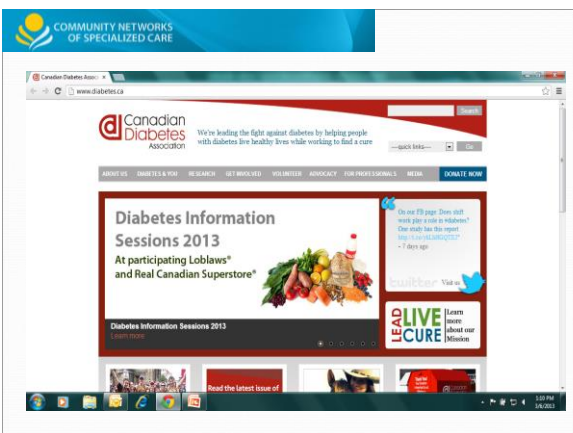 COMMUNITY NETWORKS
OF SPECIALIZED CARE
Canadian Diabetes Associ
www.diabetes.ca
Canadian
Diabetes
Association
We're leading the fight against diabetes by helping people
with diabetes live healthy lives while working to find a cure
Search
---quick links---
Go
ABOUT US DIABETES & YOU RESEARCH GET INVOLVED VOLUNTEER ADVOCACY FOR PROFESSIONALS MEDIA DONATE NOW
Diabetes Information
Sessions 2013
At participating Loblaws®
and Real Canadian Superstore®
Diabetes Information Sessions 2013
Learn more
On our FB page: Does shift
work play a role in
One study has this report
~ 7 days ago
twitter Visit us
LEAD
LIVE
CURE
Learn
more
about our
Mission
Read the latest issue of
3:10 PM
3/6/2013